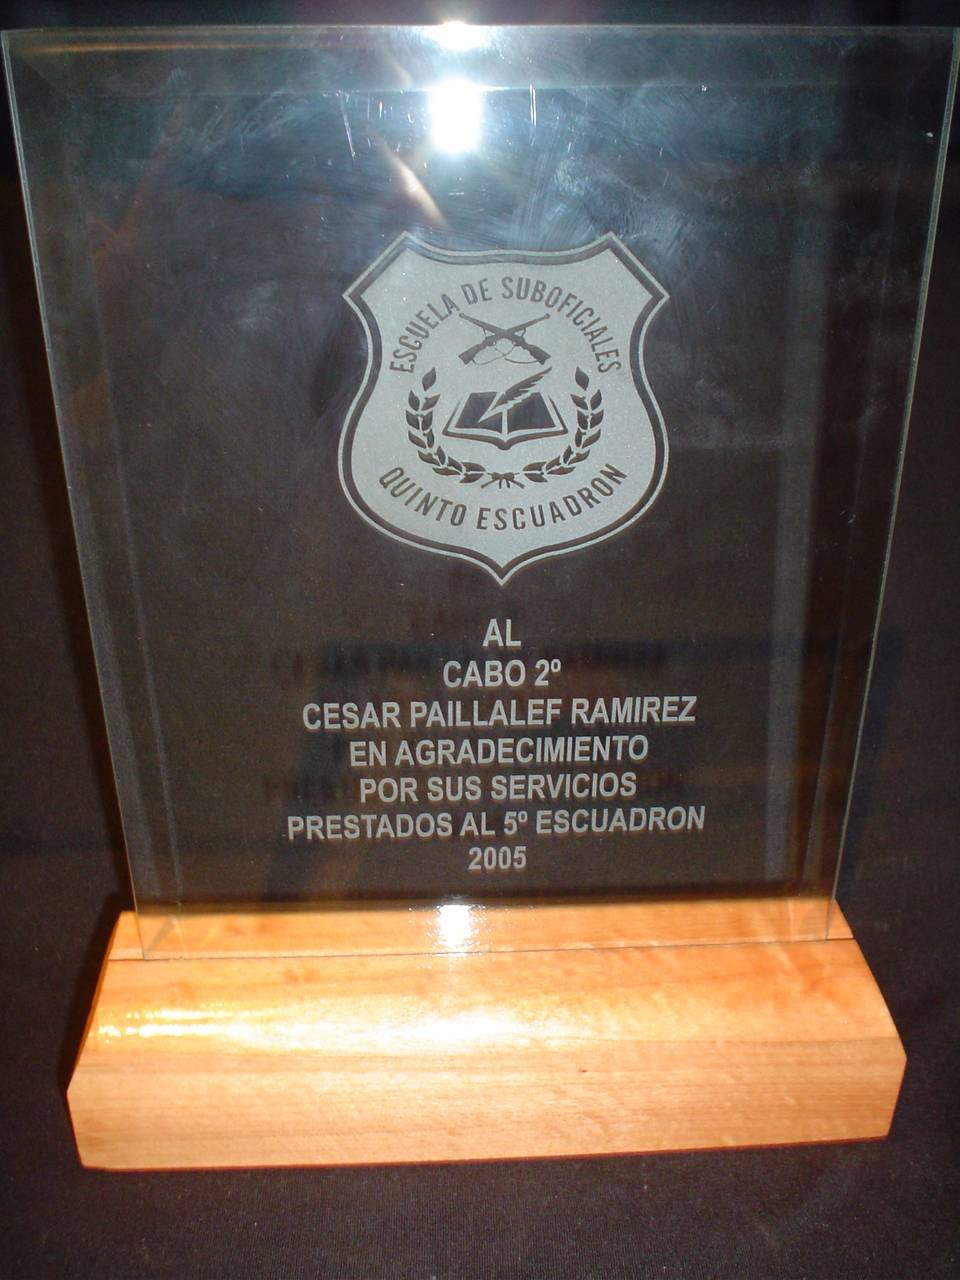 ESCUELA DE SUBOFICIALES
QUINTO ESCUADRON
AL
CABO 2º
CESAR PAILLALEF RAMIREZ
EN AGRADECIMIENTO
POR SUS SERVICIOS
PRESTADOS AL 5º ESCUADRON
2005